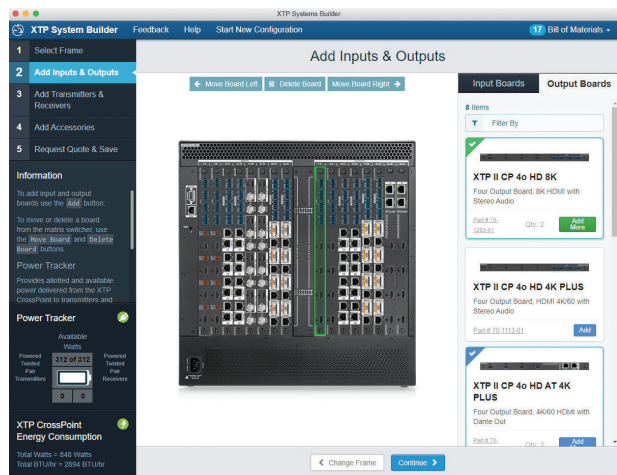 XTP Systems Builder
XTP System Builder
Feedback
Help
Start New Configuration
17 Bill of Materials
1 Select Frame
2 Add Inputs & Outputs
3 Add Transmitters &
Receivers
4 Add Accessories
5 Request Quote & Save
Information
To add input and output
boards use the Add button.
To move or delete a board
from the matrix switcher, use
the Move Board and Delete
Board buttons.
Power Tracker
Provides allotted and available
power delivered from the XTP
CrossPoint to transmitters and
Power Tracker
Available
Watts
Powered
Twisted
Pair
Transmitters
312 of 312
Powered
Twisted
Pair
Receivers
0 0
XTP CrossPoint
Energy Consumption
Total Watts = 848 Watts
Total BTU/hr = 2894 BTU/hr
Add Inputs & Outputs
Move Board Left
Delete Board
Move Board Right
Change Frame
Continue
Input Boards
Output Boards
8 Items
Filter By
XTP II CP 4o HD 8K
Four Output Board, 8K HDMI with
Stereo Audio
Part # 70-
1283-01
Qty: 2
Add
More
XTP II CP 4o HD 4K PLUS
Four Output Board, HDMI 4K/60 with
Stereo Audio
Part # 70-1113-01
Add
XTP II CP 4o HD AT 4K
PLUS
Four Output Board, 4K/60 HDMI with
Dante Out
Part # 70-
Qty: 2
Add